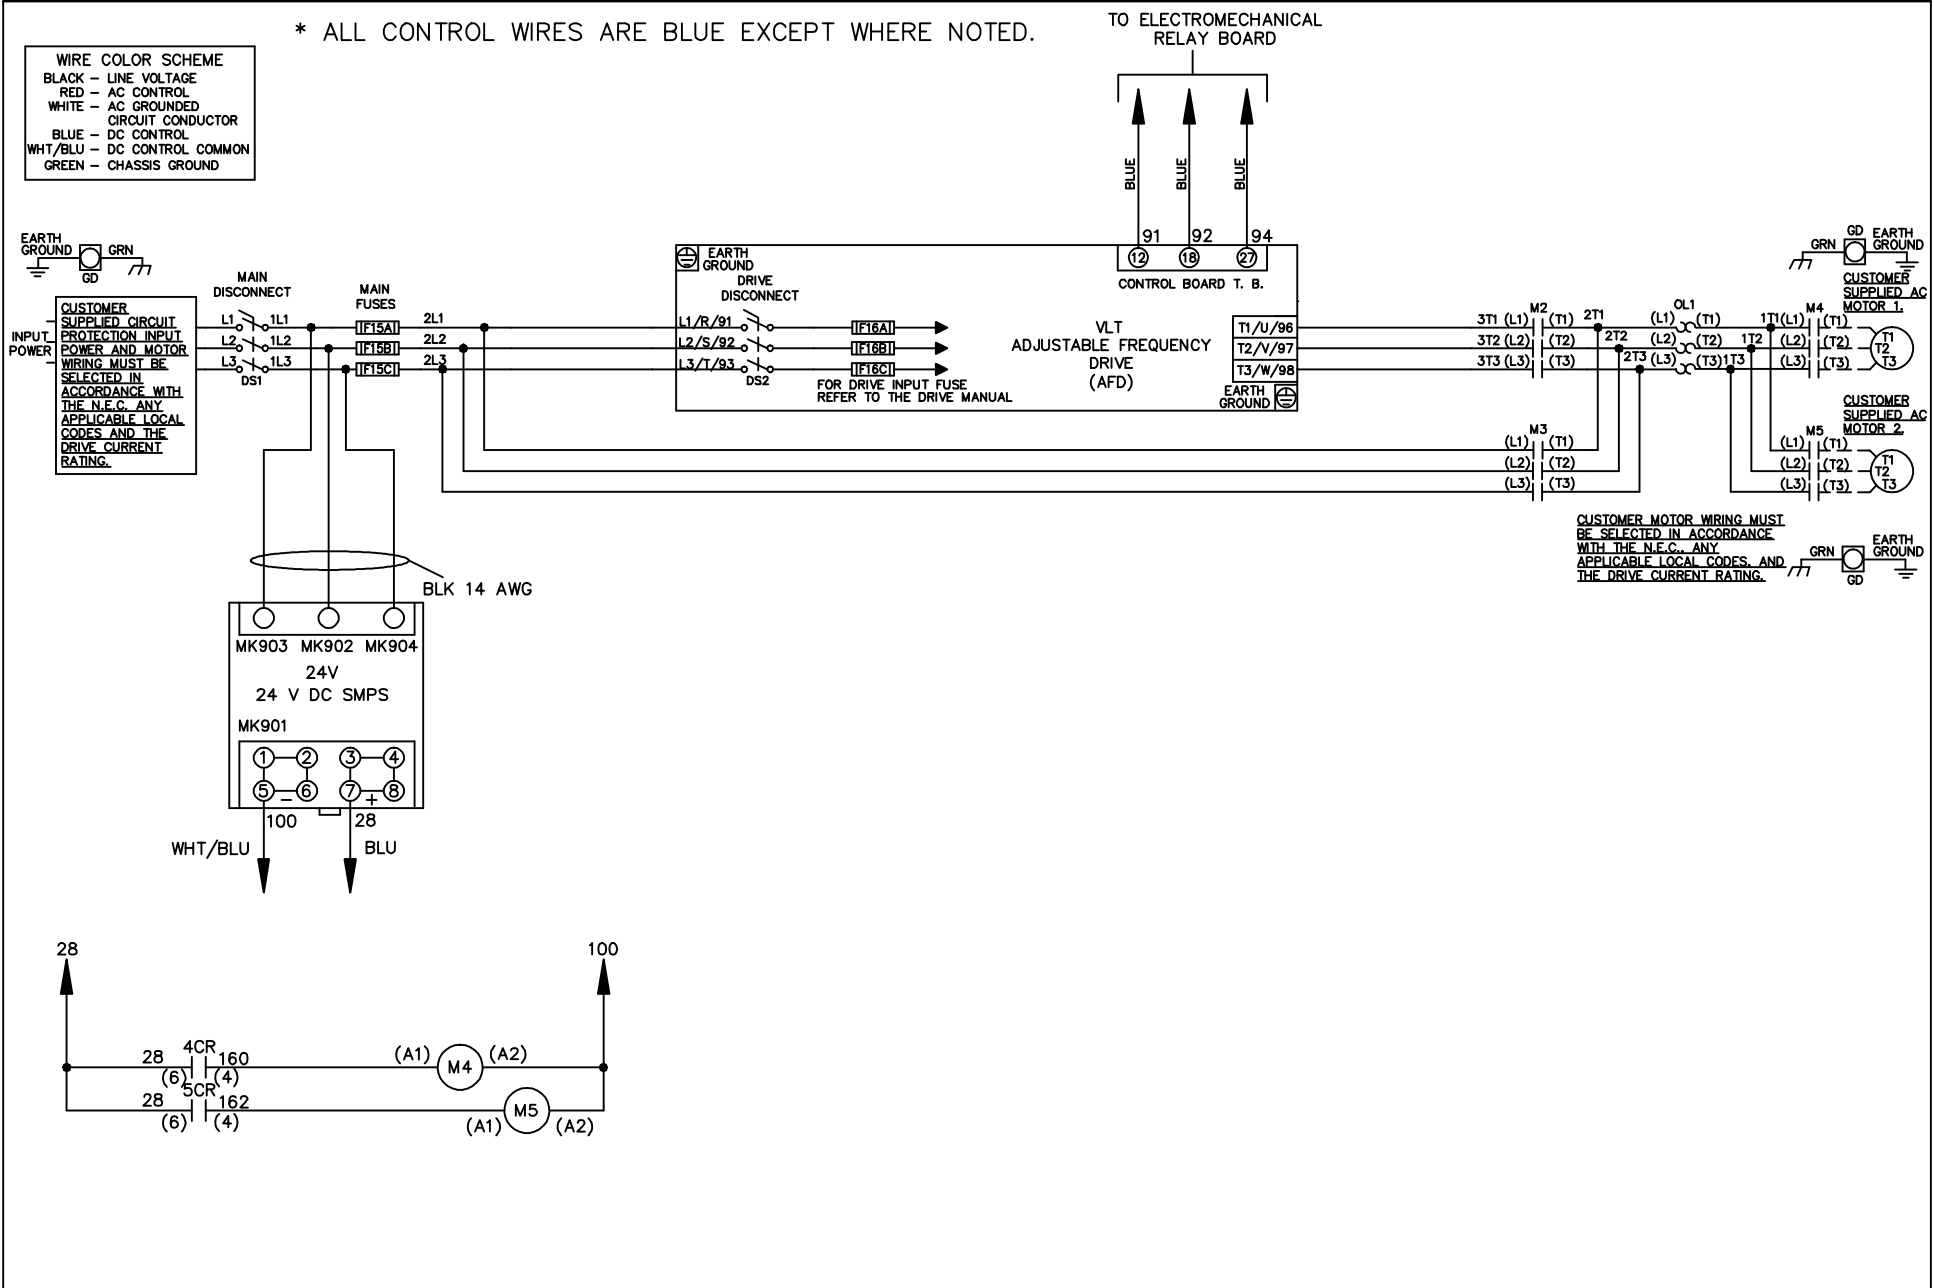 * ALL CONTROL WIRES ARE BLUE EXCEPT WHERE NOTED.
TO ELECTROMECHANICAL
RELAY BOARD
WIRE COLOR SCHEME
BLACK – LINE VOLTAGE
RED – AC CONTROL
WHITE – AC GROUNDED
CIRCUIT CONDUCTOR
BLUE – DC CONTROL
WHT/BLU – DC CONTROL COMMON
GREEN – CHASSIS GROUND
BLUE
BLUE
BLUE
91 92 94
12 18 27
CONTROL BOARD T. B.
EARTH
GROUND
GRN
GD
INPUT
POWER
CUSTOMER
SUPPLIED CIRCUIT
PROTECTION INPUT
POWER AND MOTOR
WIRING MUST BE
SELECTED IN
ACCORDANCE WITH
THE N.E.C. ANY
APPLICABLE LOCAL
CODES AND THE
DRIVE CURRENT
RATING.
MAIN
DISCONNECT
L1 1L1
L2 1L2
L3 1L3
DS1
MAIN
FUSES
F15A
F15B
F15C
2L1
2L2
2L3
EARTH
GROUND
DRIVE
DISCONNECT
L1/R/91
L2/S/92
L3/T/93
DS2
F16A
F16B
F16C
FOR DRIVE INPUT FUSE
REFER TO THE DRIVE MANUAL
VLT
ADJUSTABLE FREQUENCY
DRIVE
(AFD)
T1/U/96
T2/V/97
T3/W/98
EARTH
GROUND
M2
3T1 (L1) (T1) 2T1
3T2 (L2) (T2) 2T2
3T3 (L3) (T3) 2T3
OL1
(L1) (T1) 1T1
(L2) (T2) 1T2
(L3) (T3) 1T3
M4
(L1) (T1)
(L2) (T2)
(L3) (T3)
T1
T2
T3
GRN
GD
EARTH
GROUND
CUSTOMER
SUPPLIED AC
MOTOR 1.
M3
(L1) (T1)
(L2) (T2)
(L3) (T3)
M5
(L1) (T1)
(L2) (T2)
(L3) (T3)
CUSTOMER
SUPPLIED AC
MOTOR 2.
T1
T2
T3
CUSTOMER MOTOR WIRING MUST
BE SELECTED IN ACCORDANCE
WITH THE N.E.C., ANY
APPLICABLE LOCAL CODES, AND
THE DRIVE CURRENT RATING.
GRN
GD
EARTH
GROUND
BLK 14 AWG
MK903 MK902 MK904
24V
24 V DC SMPS
MK901
1 2 3 4
5 – 6 7 + 8
100 28
WHT/BLU BLU
28 100
28 4CR 160
(6) (4)
(A1) M4 (A2)
28 5CR 162
(6) (4)
(A1) M5 (A2)